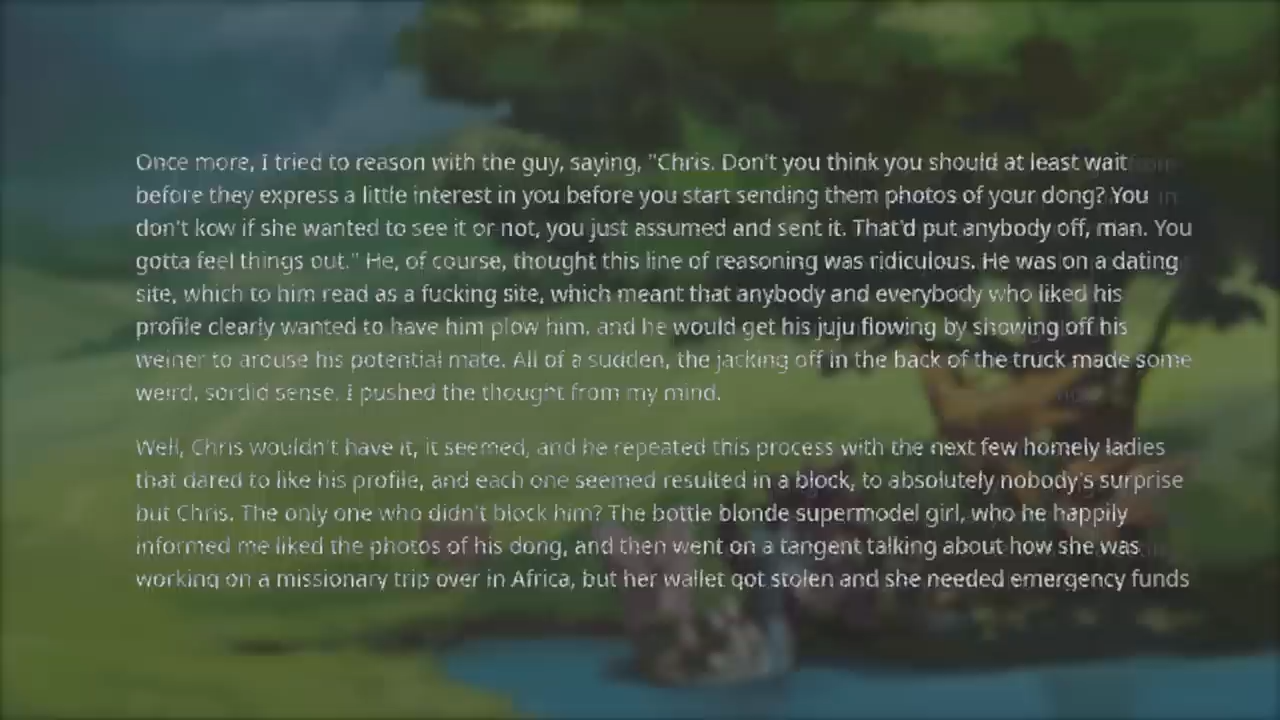 Once more, I tried to reason with the guy, saying, "Chris. Don't you think you should at least wait
before they express a little interest in you before you start sending them photos of your dong? You
don't kow if she wanted to see it or not, you just assumed and sent it. That'd put anybody off, man. You
gotta feel things out." He, of course, thought this line of reasoning was ridiculous. He was on a dating
site, which to him read as a fucking site, which meant that anybody and everybody who liked his
profile clearly wanted to have him plow him, and he would get his juju flowing by showing off his
weiner to arouse his potential mate. All of a sudden, the jacking off in the back of the truck made some
weird, sordid sense. I pushed the thought from my mind.
Well, Chris wouldn't have it, it seemed, and he repeated this process with the next few homely ladies
that dared to like his profile, and each one seemed resulted in a block, to absolutely nobody's surprise
but Chris. The only one who didn't block him? The bottle blonde supermodel girl, who he happily
informed me liked the photos of his dong, and then went on a tangent talking about how she was
working on a missionary trip over in Africa, but her wallet got stolen and she needed emergency funds